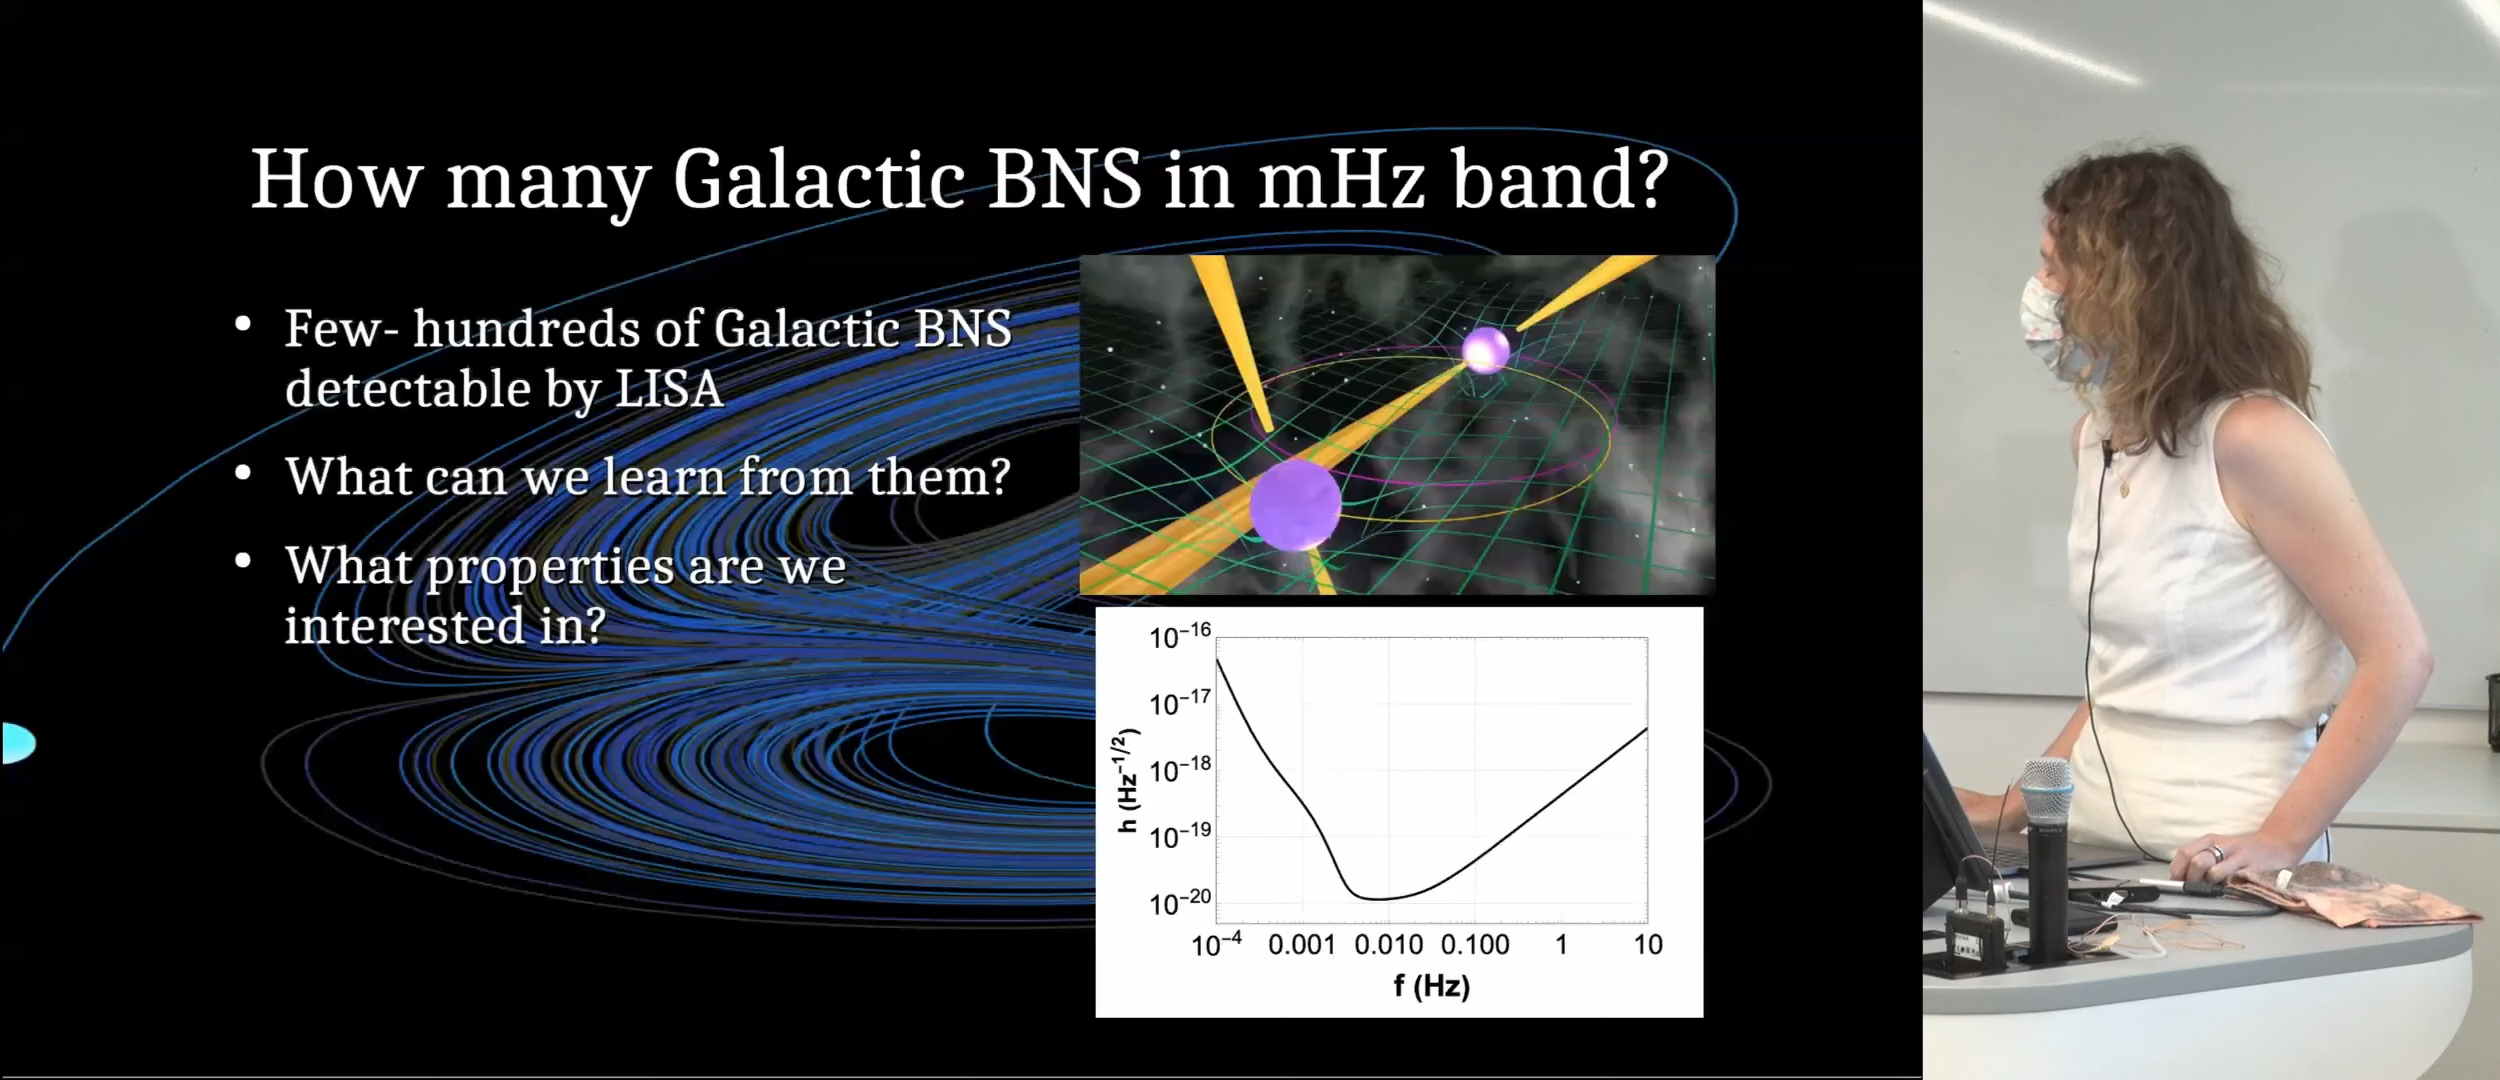 How many Galactic BNS in mHz band?
• Few- hundreds of Galactic BNS
detectable by LISA
• What can we learn from them?
• What properties are we
interested in?
10−16
10−17
10−18
10−19
10−20
h (Hz−1/2)
10−4 0.001 0.010 0.100 1 10
f (Hz)